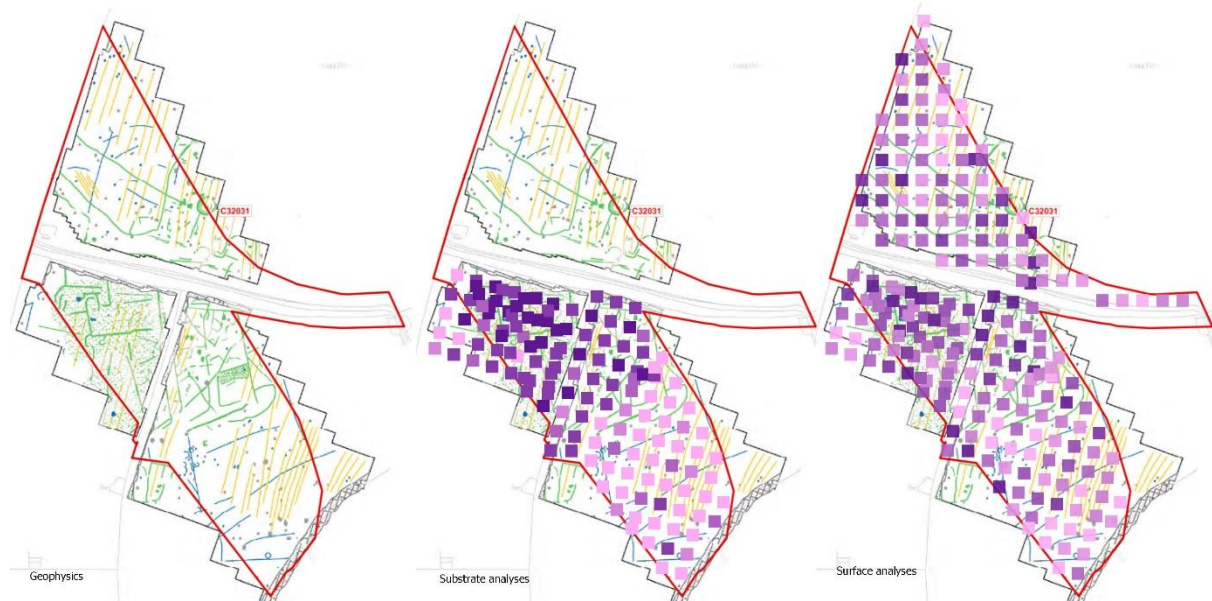 C32031
C32031
C32031
Geophysics
Substrate analyses
Surface analyses